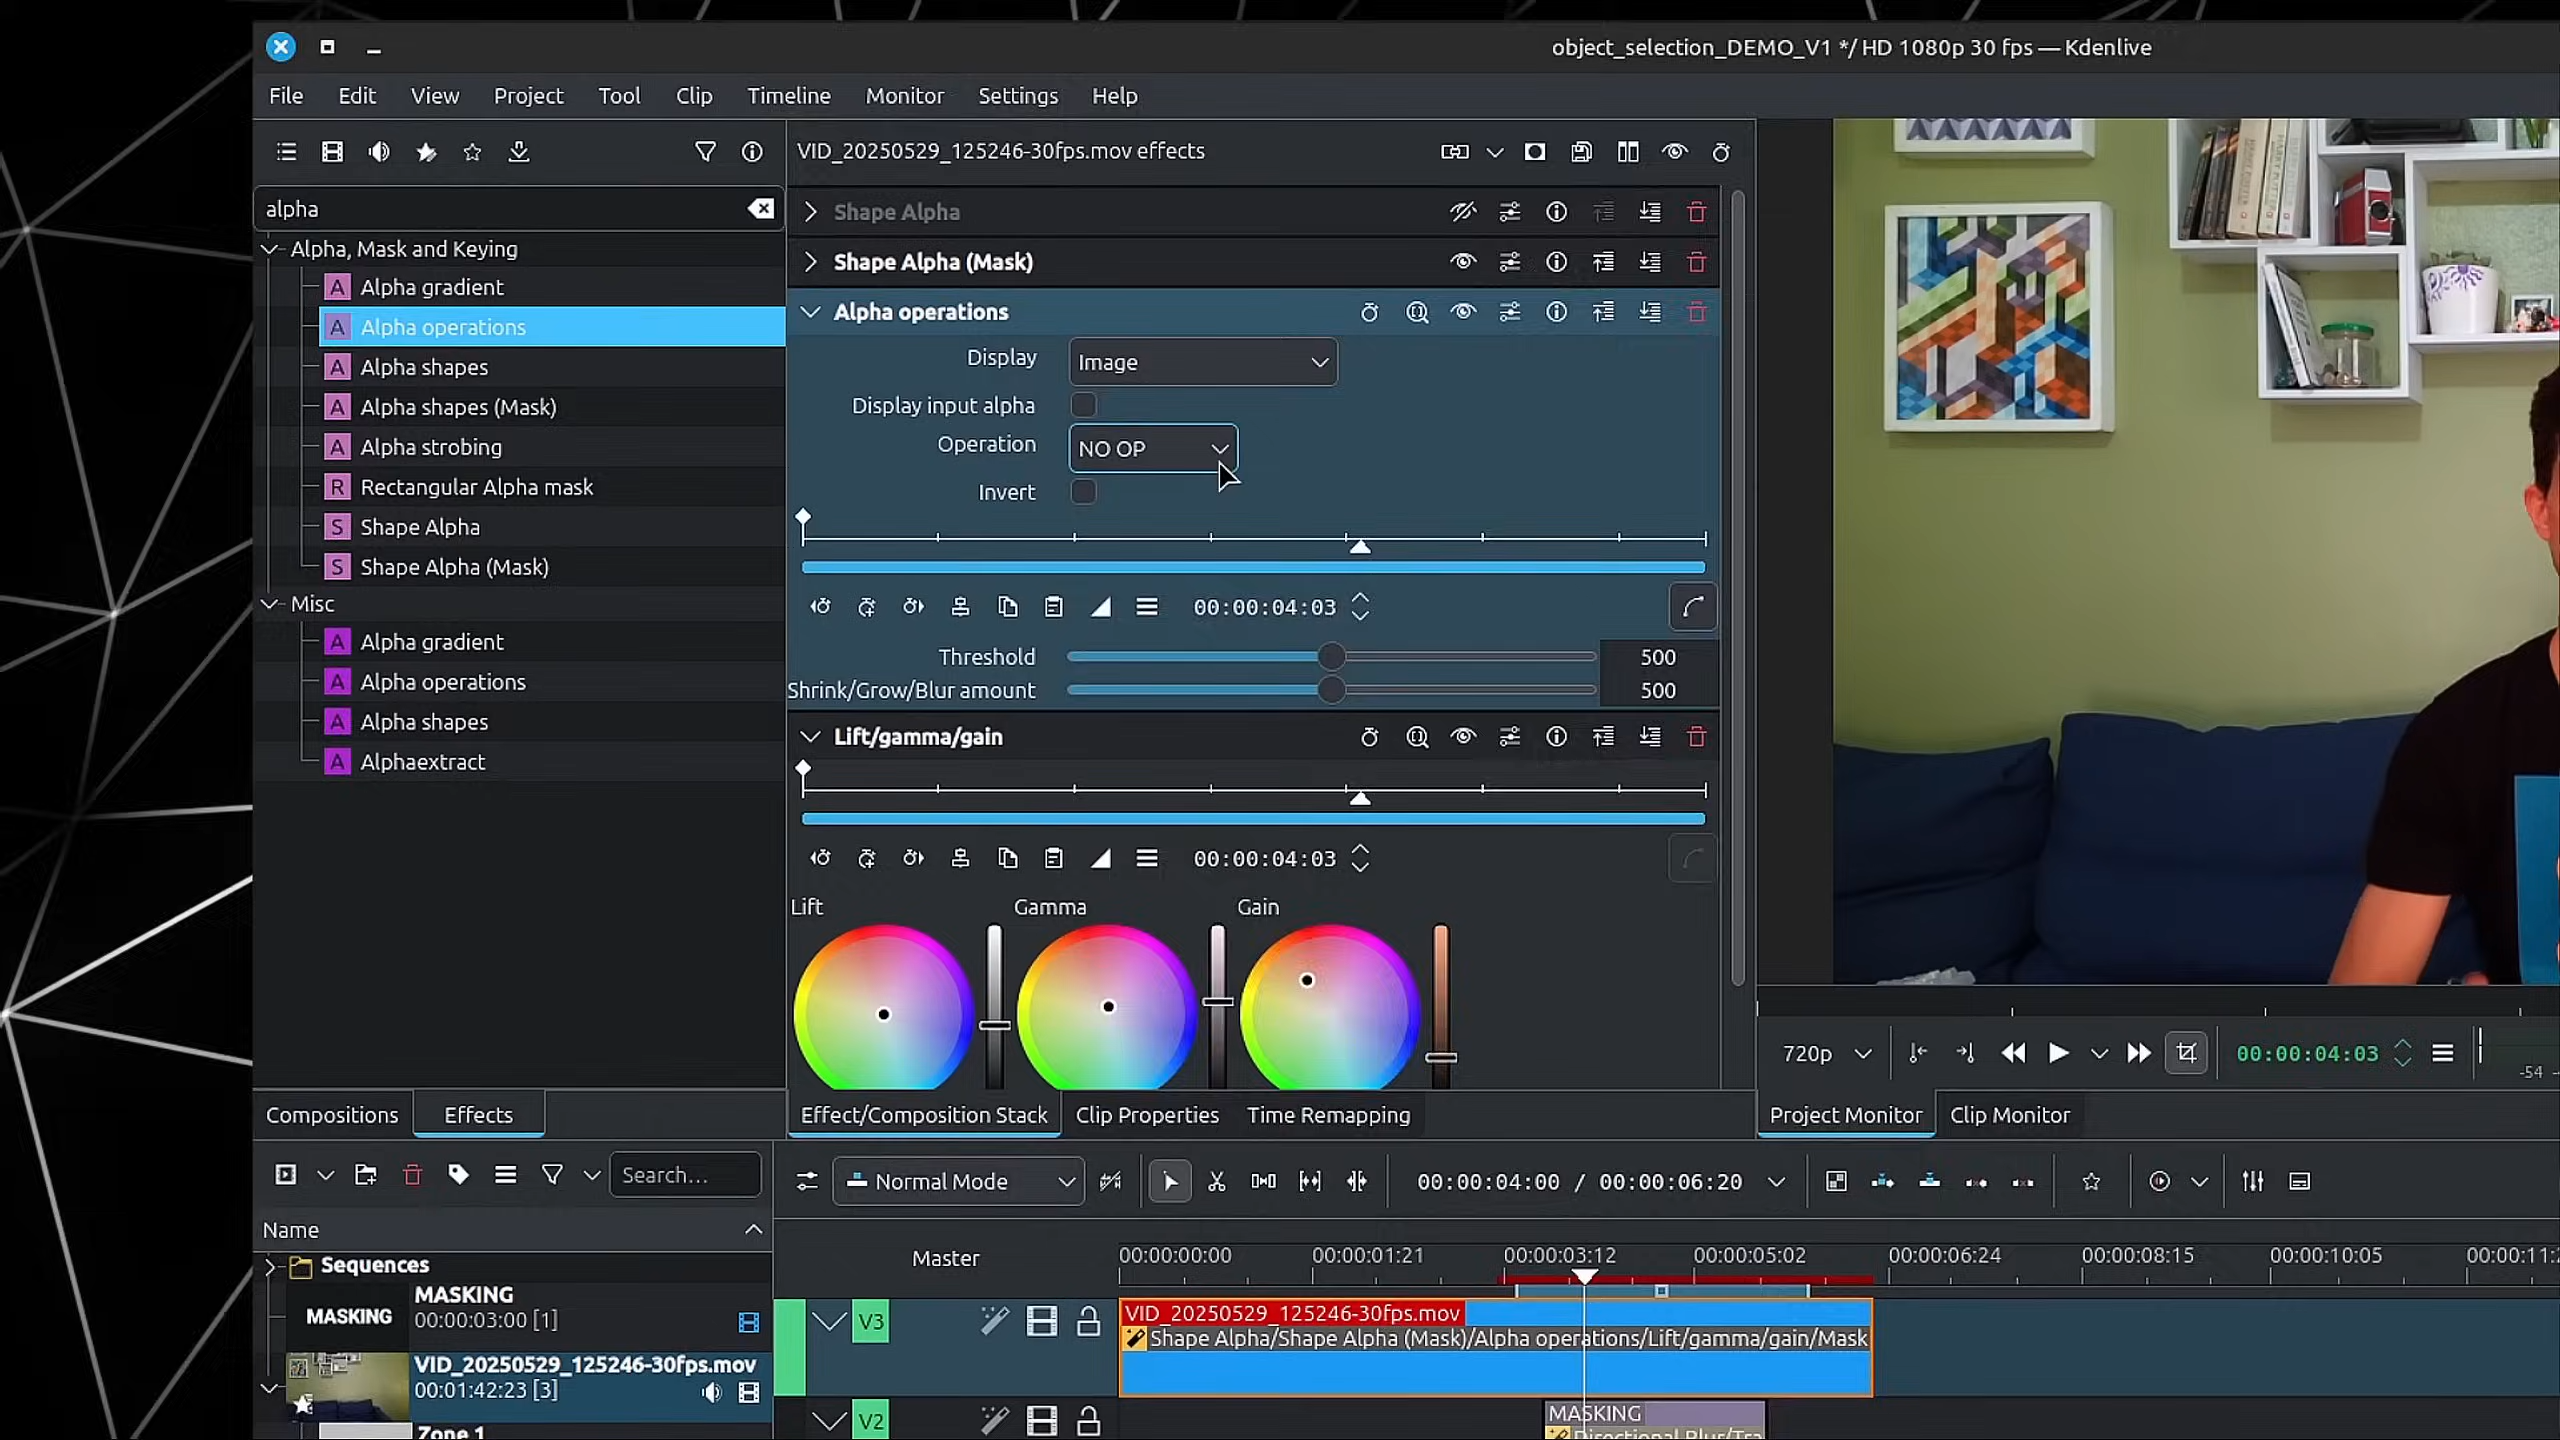 object_selection_DEMO_V1 */ HD 1080p 30 fps — Kdenlive
File Edit View Project Tool Clip Timeline Monitor Settings Help
VID_20250529_125246-30fps.mov effects
alpha
Alpha, Mask and Keying
A Alpha gradient
A Alpha operations
A Alpha shapes
A Alpha shapes (Mask)
A Alpha strobing
R Rectangular Alpha mask
S Shape Alpha
S Shape Alpha (Mask)
Misc
A Alpha gradient
A Alpha operations
A Alpha shapes
A Alphaextract
Shape Alpha
Shape Alpha (Mask)
Alpha operations
Display Image
Display input alpha
Operation NO OP
Invert
00:00:04:03
Threshold 500
Shrink/Grow/Blur amount 500
Lift/gamma/gain
00:00:04:03
Lift Gamma Gain
720p 00:00:04:03
-54
Compositions Effects
Effect/Composition Stack Clip Properties Time Remapping
Project Monitor Clip Monitor
Search...
Normal Mode 00:00:04:00 / 00:00:06:20
Name
Sequences
MASKING
MASKING
00:00:03:00 [1]
VID_20250529_125246-30fps.mov
00:01:42:23 [3]
Zone 1
Master
00:00:00:00 00:00:01:21 00:00:03:12 00:00:05:02 00:00:06:24 00:00:08:15 00:00:10:05 00:00:11:2
V3
VID_20250529_125246-30fps.mov
Shape Alpha/Shape Alpha (Mask)/Alpha operations/Lift/gamma/gain/Mask
V2
MASKING
Directional Blur/Tra